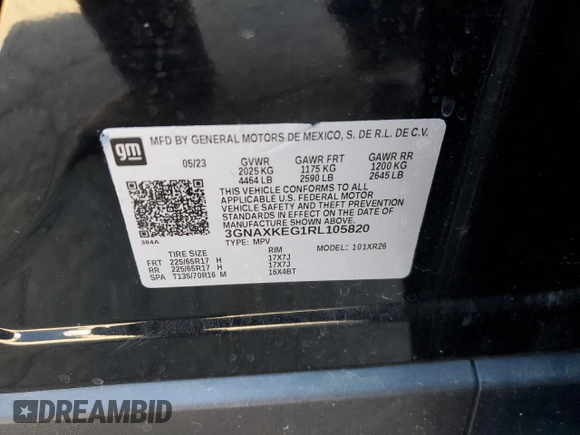 gm
MFD BY GENERAL MOTORS DE MEXICO, S. DE R.L. DE C.V.
05/23 GVWR GAWR FRT GAWR RR
2025 KG 1175 KG 1200 KG
4464 LB 2590 LB 2645 LB
THIS VEHICLE CONFORMS TO ALL
APPLICABLE U.S. FEDERAL MOTOR
VEHICLE SAFETY AND THEFT PREVENTION
STANDARDS IN EFFECT ON THE DATE OF
MANUFACTURE SHOWN ABOVE.
3GNAXKEG1RL105820
384A TYPE: MPV MODEL: 101XR26
TIRE SIZE RIM
FRT 225/65R17 H 17X7J
RR 225/65R17 H 17X7J
SPA T135/70R16 M 16X4BT
DREAMBID